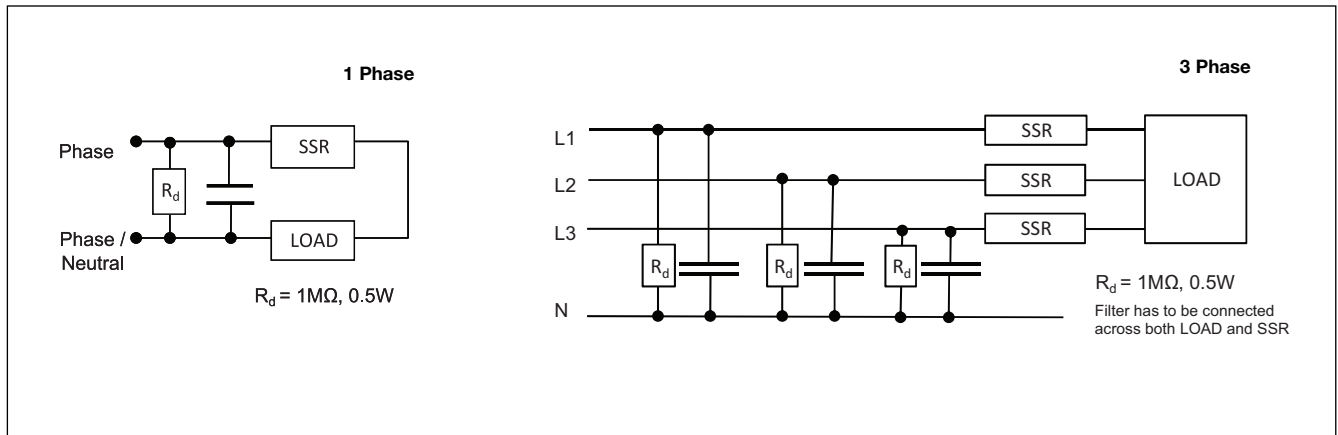 1 Phase
Phase
SSR
Rd
Phase /
Neutral
LOAD
Rd = 1MΩ, 0.5W
3 Phase
L1
SSR
L2
SSR
LOAD
L3
SSR
Rd
Rd
Rd
N
Rd = 1MΩ, 0.5W
Filter has to be connected
across both LOAD and SSR